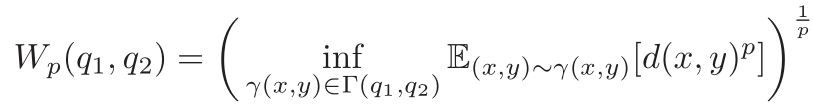 W_p(q_1, q_2) = \left( \inf_{\gamma(x,y) \in \Gamma(q_1,q_2)} \mathbb{E}_{(x,y) \sim \gamma(x,y)} [d(x, y)^p] \right)^{\frac{1}{p}}